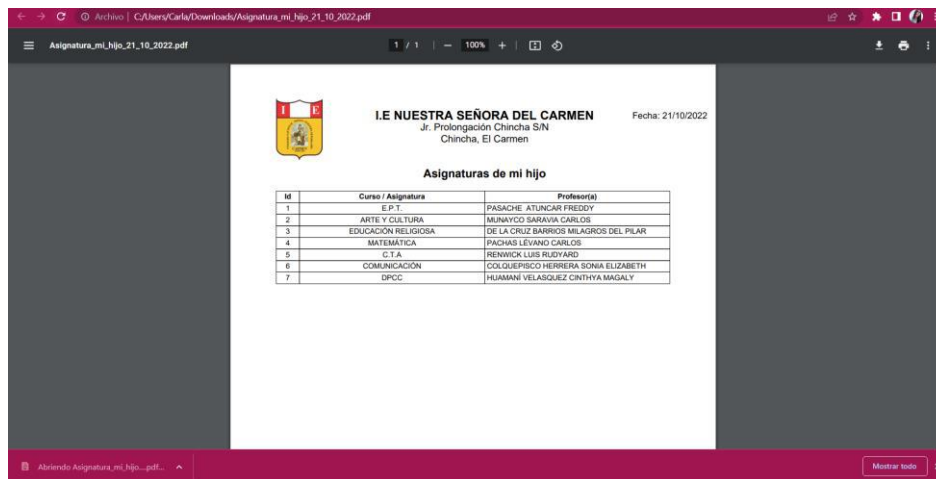 Archivo | C:/Users/Carla/Downloads/Asignatura_mi_hijo_21_10_2022.pdf
Asignatura_mi_hijo_21_10_2022.pdf
1 / 1 | — 100% +
I E
I.E NUESTRA SEÑORA DEL CARMEN
Fecha: 21/10/2022
Jr. Prolongación Chincha S/N
Chincha, El Carmen
Asignaturas de mi hijo
Id Curso / Asignatura Profesor(a)
1 E.P.T. PASACHE ATUNCAR FREDDY
2 ARTE Y CULTURA MUNAYCO SARAVIA CARLOS
3 EDUCACIÓN RELIGIOSA DE LA CRUZ BARRIOS MILAGROS DEL PILAR
4 MATEMÁTICA PACHAS LÉVANO CARLOS
5 C.T.A RENWICK LUIS RUDYARD
6 COMUNICACIÓN COLQUEPISCO HERRERA SONIA ELIZABETH
7 DPCC HUAMANÍ VELASQUEZ CINTHYA MAGALY
Abriendo Asignatura_mi_hijo....pdf...
Mostrar todo